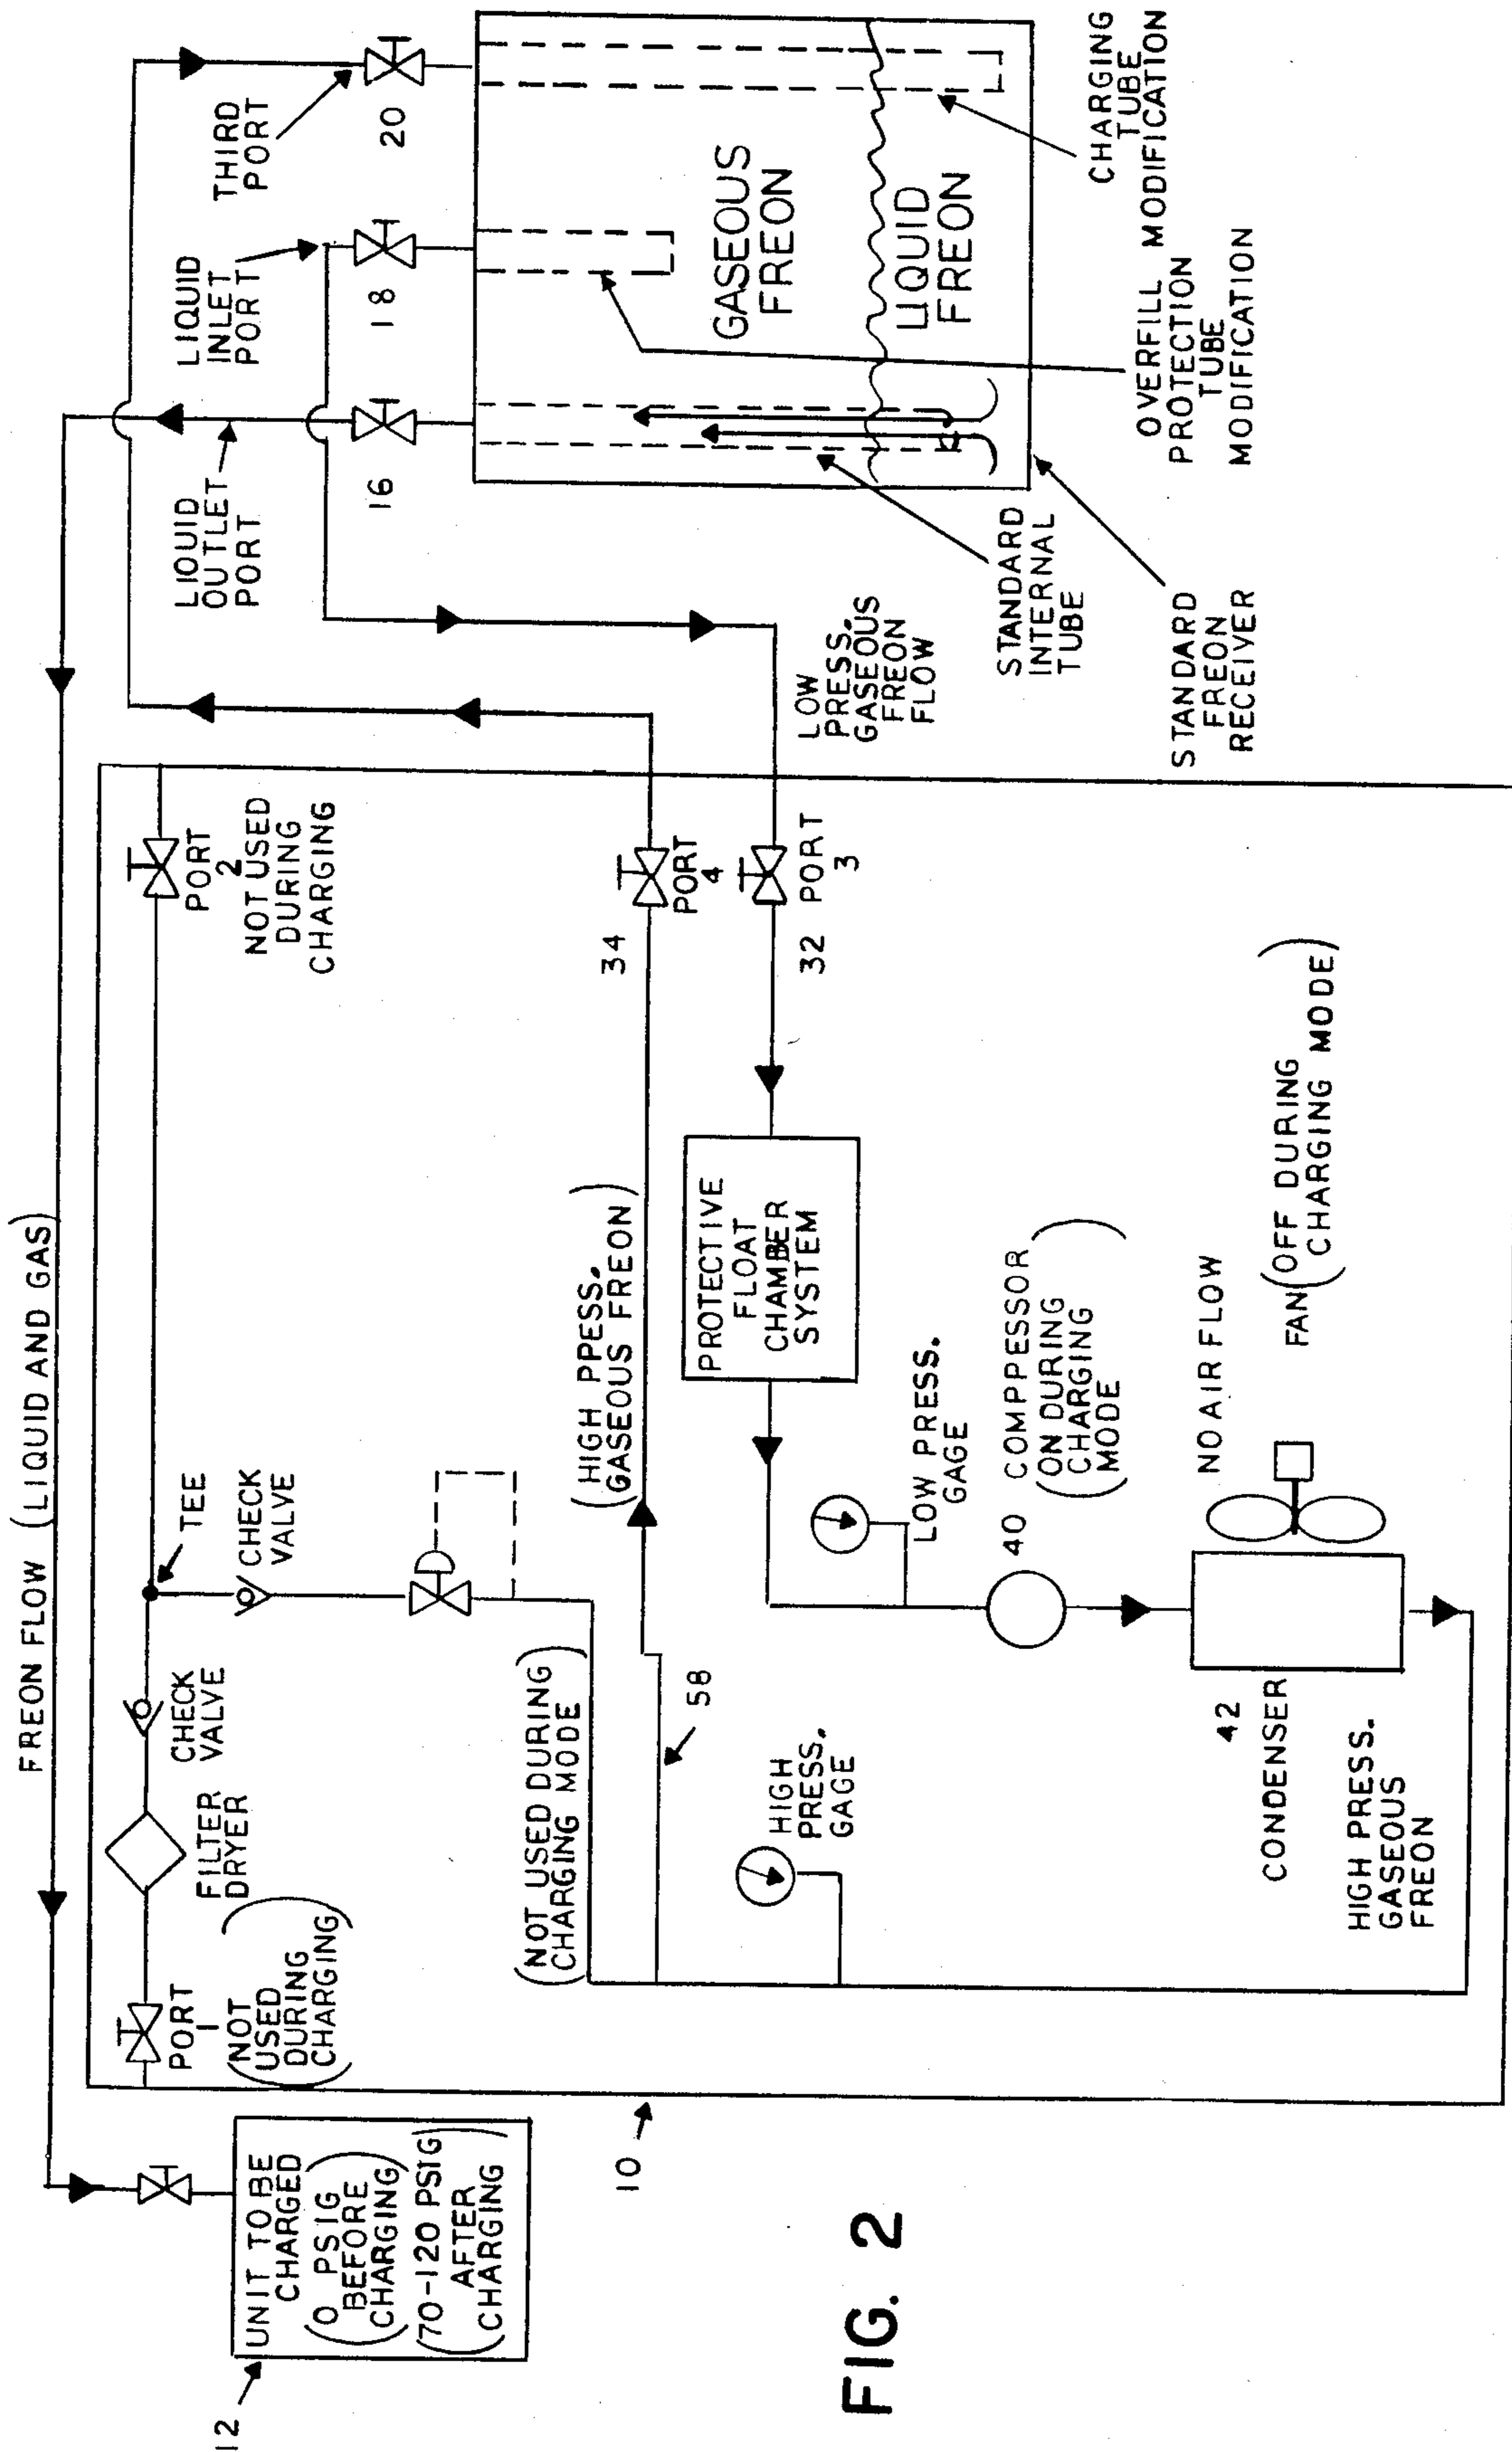 FREON FLOW (LIQUID AND GAS)
12
UNIT TO BE
CHARGED
(0 PSIG
BEFORE
CHARGING)
(70-120 PSIG
AFTER
CHARGING)
10
PORT
1
(NOT
USED
DURING
CHARGING)
FILTER
DRYER
CHECK
VALVE
TEE
CHECK
VALVE
PORT
2
NOT USED
DURING
CHARGING
(NOT USED DURING
CHARGING MODE)
58
(HIGH PPESS.
GASEOUS FREON)
34
PORT
4
32
PORT
3
PROTECTIVE
FLOAT
CHAMBER
SYSTEM
HIGH
PRESS.
GAGE
LOW PRESS.
GAGE
40
COMPPESSOR
(ON DURING
CHARGING
MODE)
42
CONDENSER
NO AIR FLOW
FAN (OFF DURING
CHARGING MODE)
HIGH PRESS.
GASEOUS
FREON
LIQUID
OUTLET
PORT
16
LIQUID
INLET
PORT
18
THIRD
PORT
20
LOW
PRESS.
GASEOUS
FREON
FLOW
GASEOUS
FREON
LIQUID
FREON
STANDARD
INTERNAL
TUBE
STANDARD
FREON
RECEIVER
OVERFILL
PROTECTION
TUBE
MODIFICATION
CHARGING
TUBE
MODIFICATION
FIG. 2